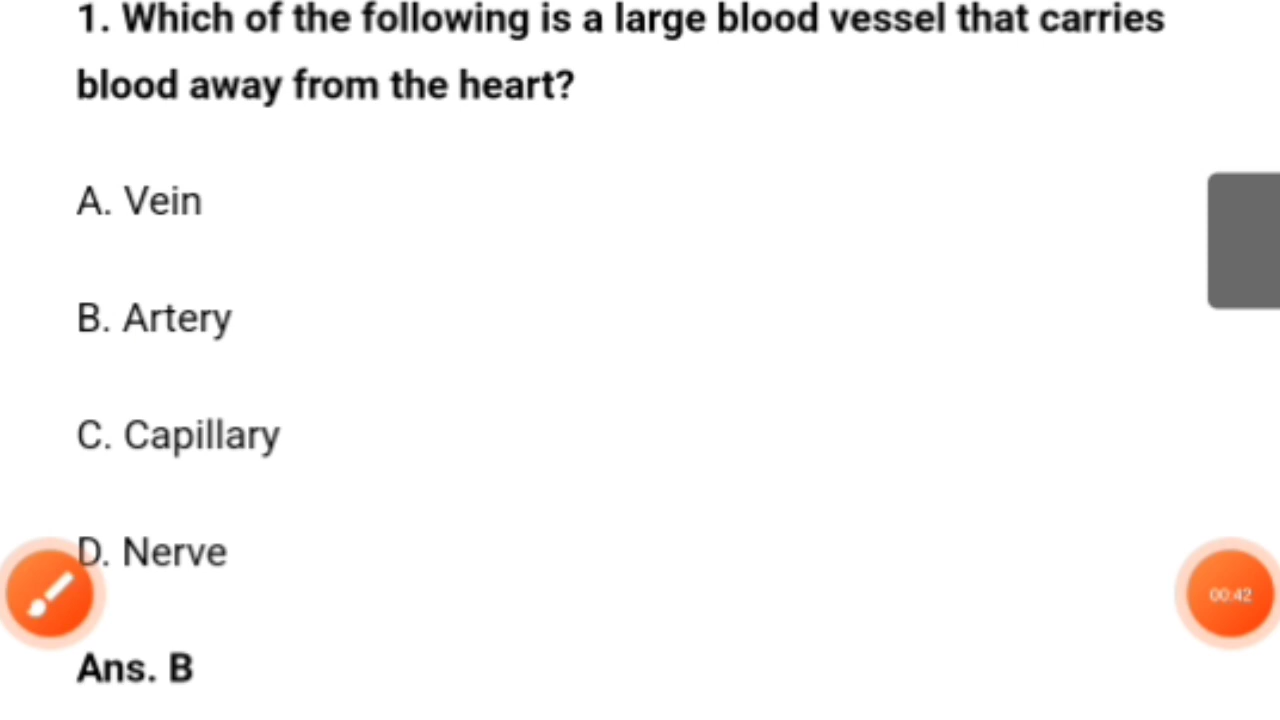 1. Which of the following is a large blood vessel that carries
blood away from the heart?
A. Vein
B. Artery
C. Capillary
D. Nerve
00:42
Ans. B